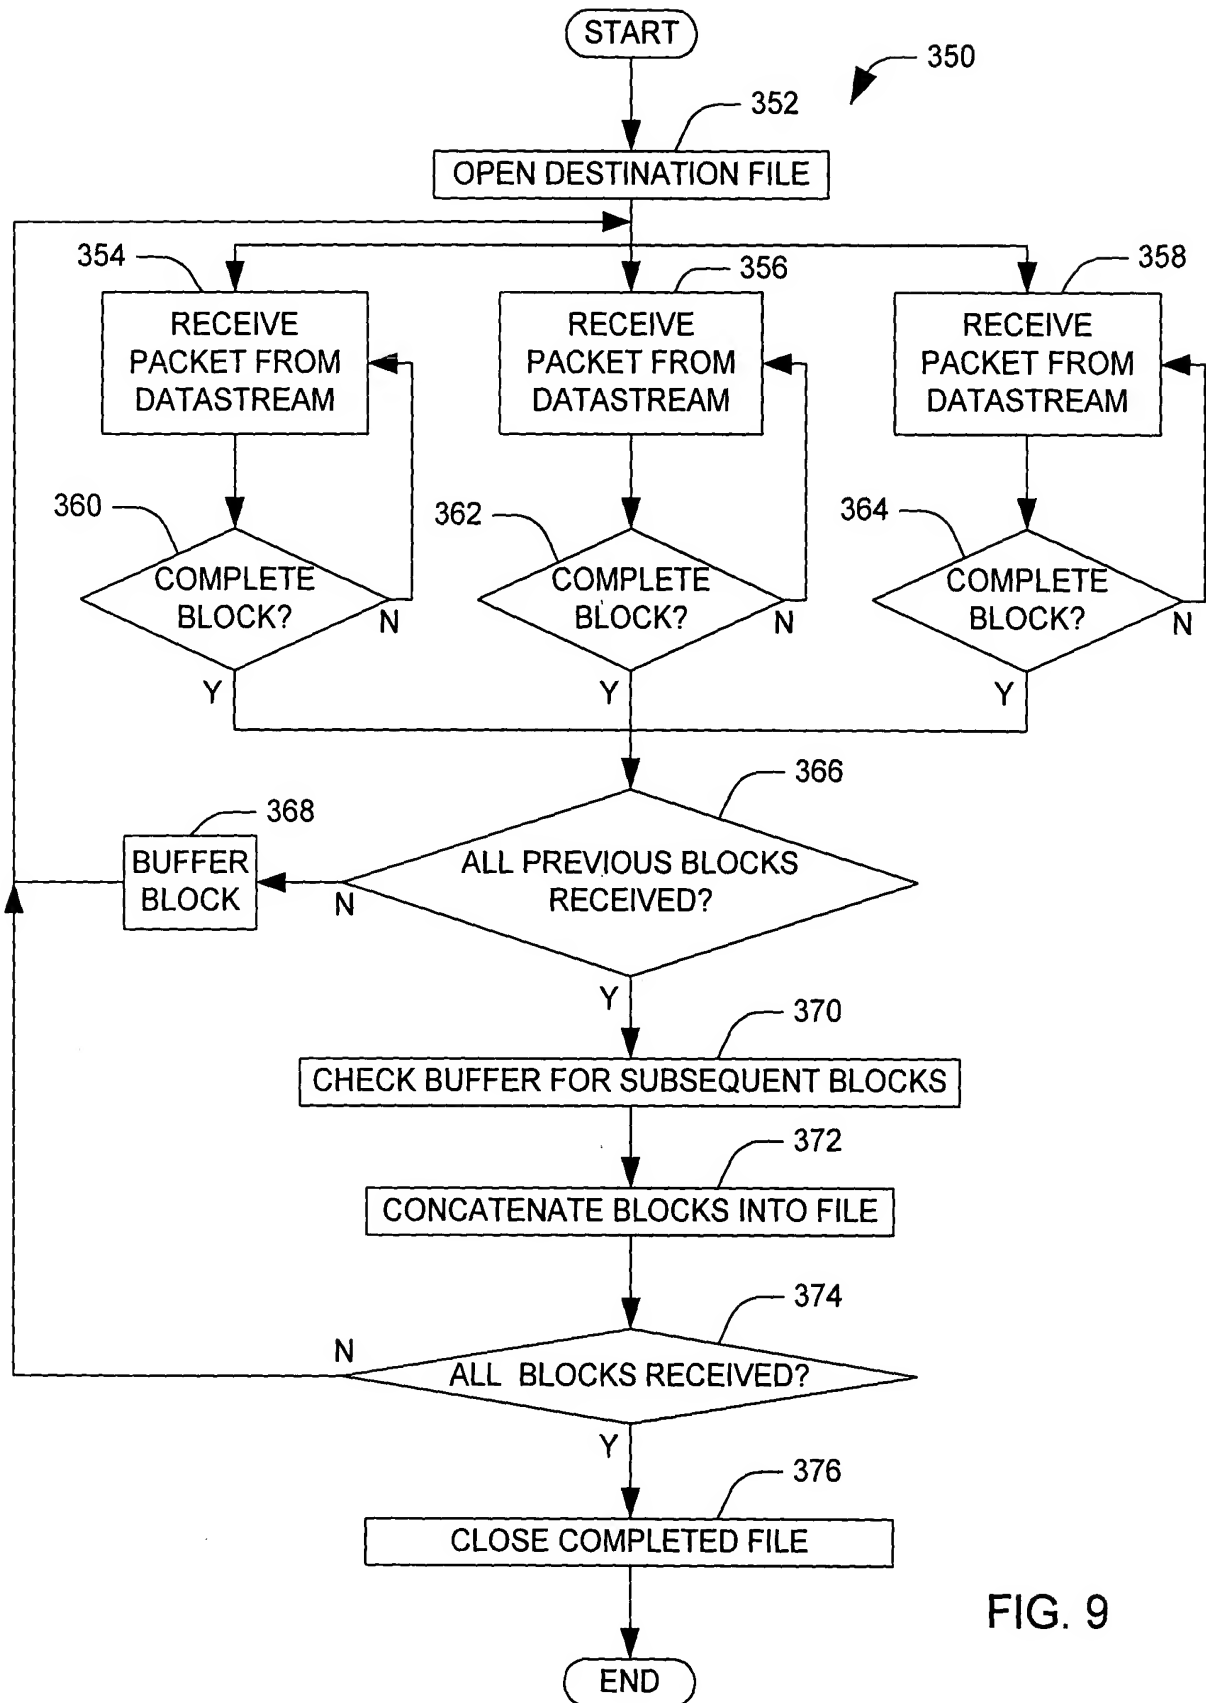 START
350
352
OPEN DESTINATION FILE
354
356
358
RECEIVE
PACKET FROM
DATASTREAM
RECEIVE
PACKET FROM
DATASTREAM
RECEIVE
PACKET FROM
DATASTREAM
360
362
364
COMPLETE
BLOCK?
N
Y
COMPLETE
BLOCK?
N
Y
COMPLETE
BLOCK?
N
Y
366
368
BUFFER
BLOCK
ALL PREVIOUS BLOCKS
RECEIVED?
N
Y
370
CHECK BUFFER FOR SUBSEQUENT BLOCKS
372
CONCATENATE BLOCKS INTO FILE
374
N
ALL BLOCKS RECEIVED?
Y
376
CLOSE COMPLETED FILE
FIG. 9
END